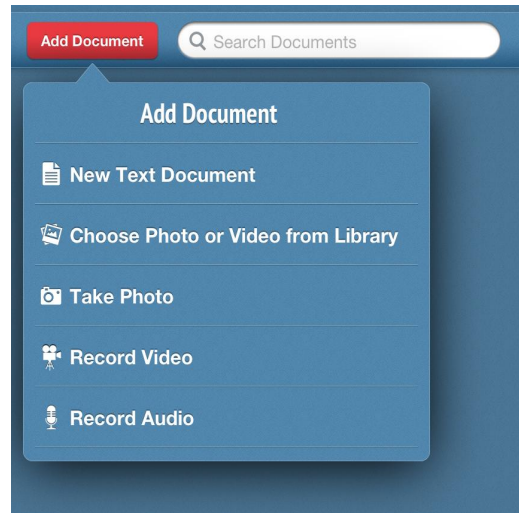 Add Document
Search Documents
Add Document
New Text Document
Choose Photo or Video from Library
Take Photo
Record Video
Record Audio